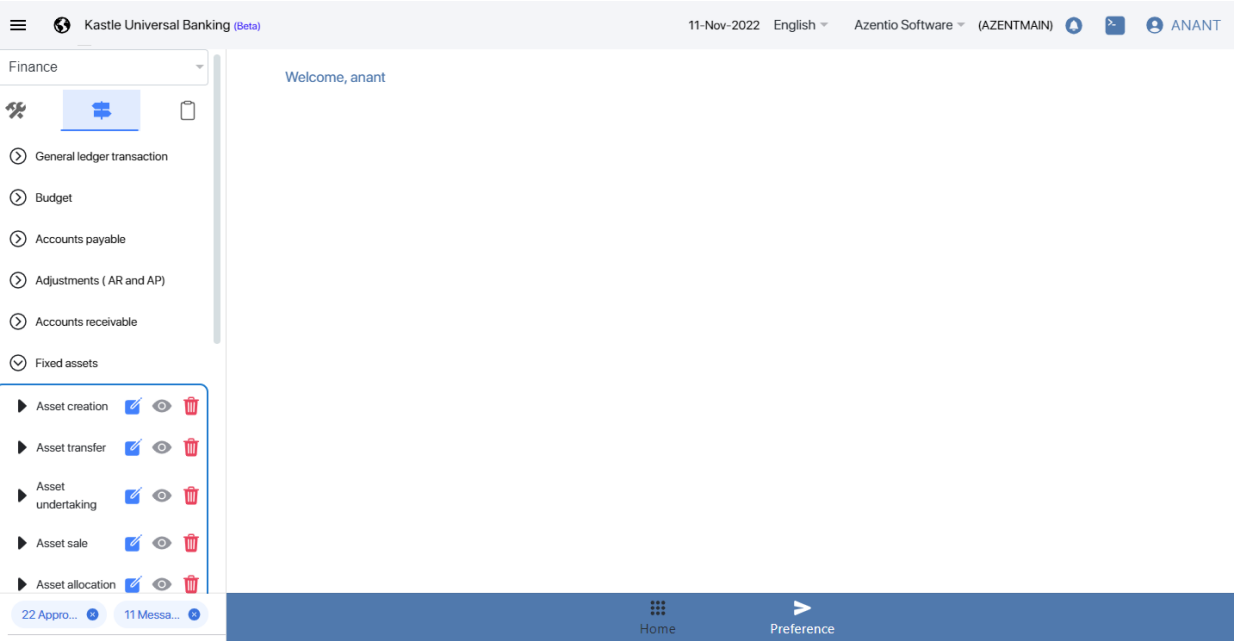 Kastle Universal Banking (Beta)
11-Nov-2022 English Azentio Software (AZENTMAIN) ANANT
Finance
Welcome, anant
General ledger transaction
Budget
Accounts payable
Adjustments ( AR and AP)
Accounts receivable
Fixed assets
Asset creation
Asset transfer
Asset
undertaking
Asset sale
Asset allocation
22 Appro... 11 Messa...
Home Preference